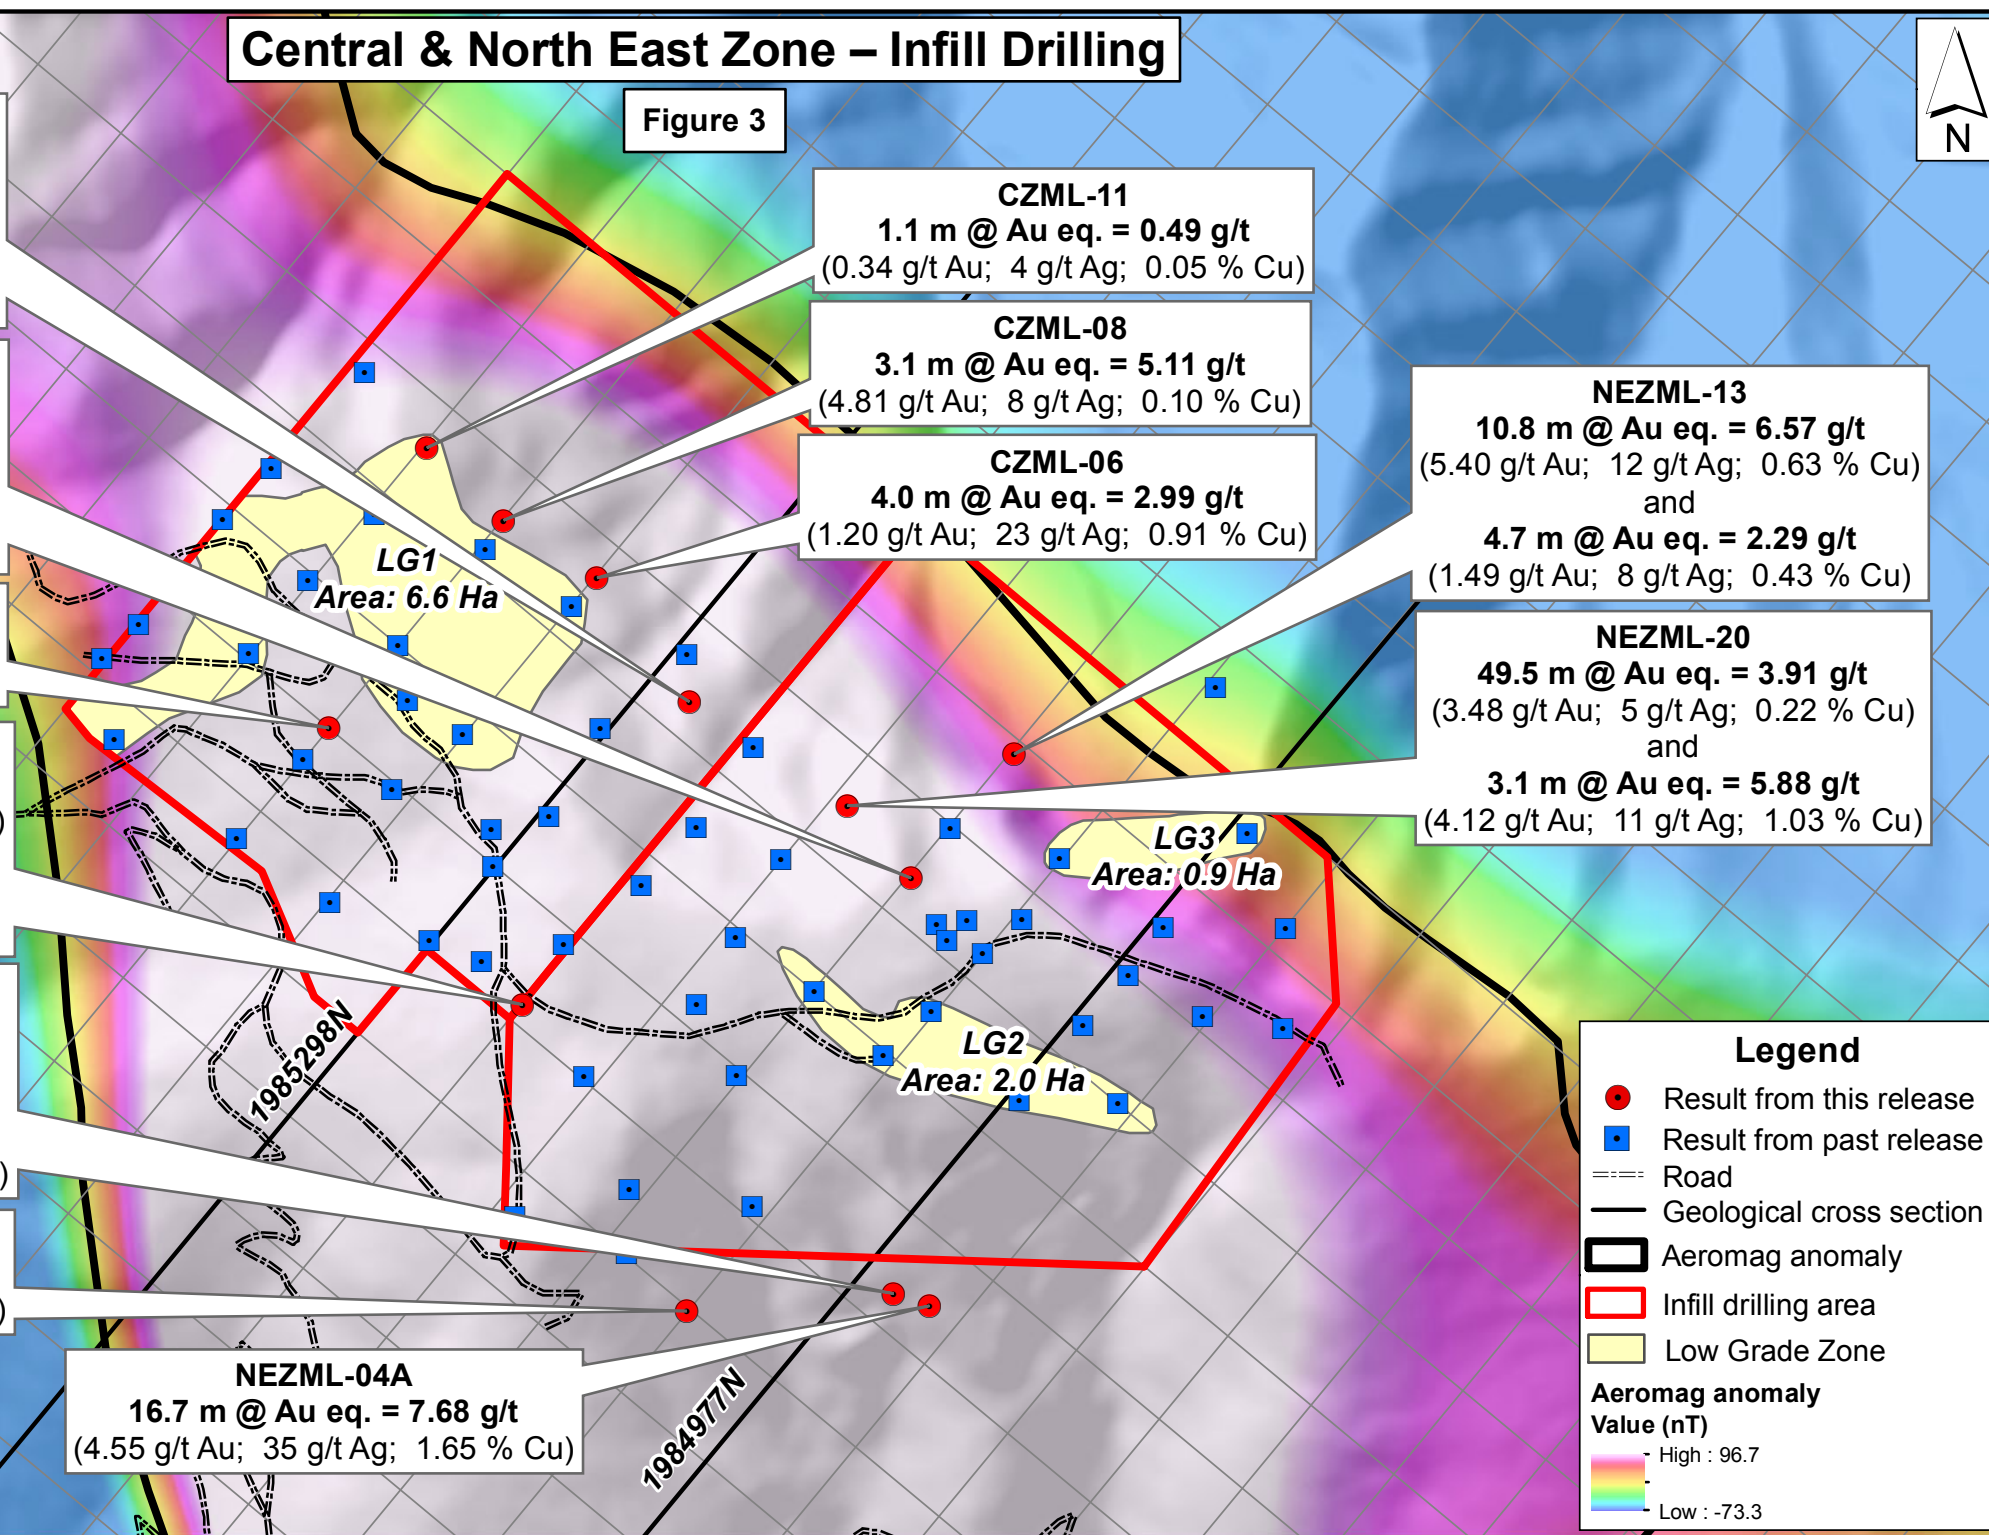 Central & North East Zone – Infill Drilling
Figure 3
N
CZML-11
1.1 m @ Au eq. = 0.49 g/t
(0.34 g/t Au; 4 g/t Ag; 0.05 % Cu)
CZML-08
3.1 m @ Au eq. = 5.11 g/t
(4.81 g/t Au; 8 g/t Ag; 0.10 % Cu)
CZML-06
4.0 m @ Au eq. = 2.99 g/t
(1.20 g/t Au; 23 g/t Ag; 0.91 % Cu)
NEZML-13
10.8 m @ Au eq. = 6.57 g/t
(5.40 g/t Au; 12 g/t Ag; 0.63 % Cu)
and
4.7 m @ Au eq. = 2.29 g/t
(1.49 g/t Au; 8 g/t Ag; 0.43 % Cu)
NEZML-20
49.5 m @ Au eq. = 3.91 g/t
(3.48 g/t Au; 5 g/t Ag; 0.22 % Cu)
and
3.1 m @ Au eq. = 5.88 g/t
(4.12 g/t Au; 11 g/t Ag; 1.03 % Cu)
LG1
Area: 6.6 Ha
LG3
Area: 0.9 Ha
LG2
Area: 2.0 Ha
1985298N
1984977N
)
)
)
NEZML-04A
16.7 m @ Au eq. = 7.68 g/t
(4.55 g/t Au; 35 g/t Ag; 1.65 % Cu)
Legend
Result from this release
Result from past release
Road
Geological cross section
Aeromag anomaly
Infill drilling area
Low Grade Zone
Aeromag anomaly
Value (nT)
High : 96.7
Low : -73.3